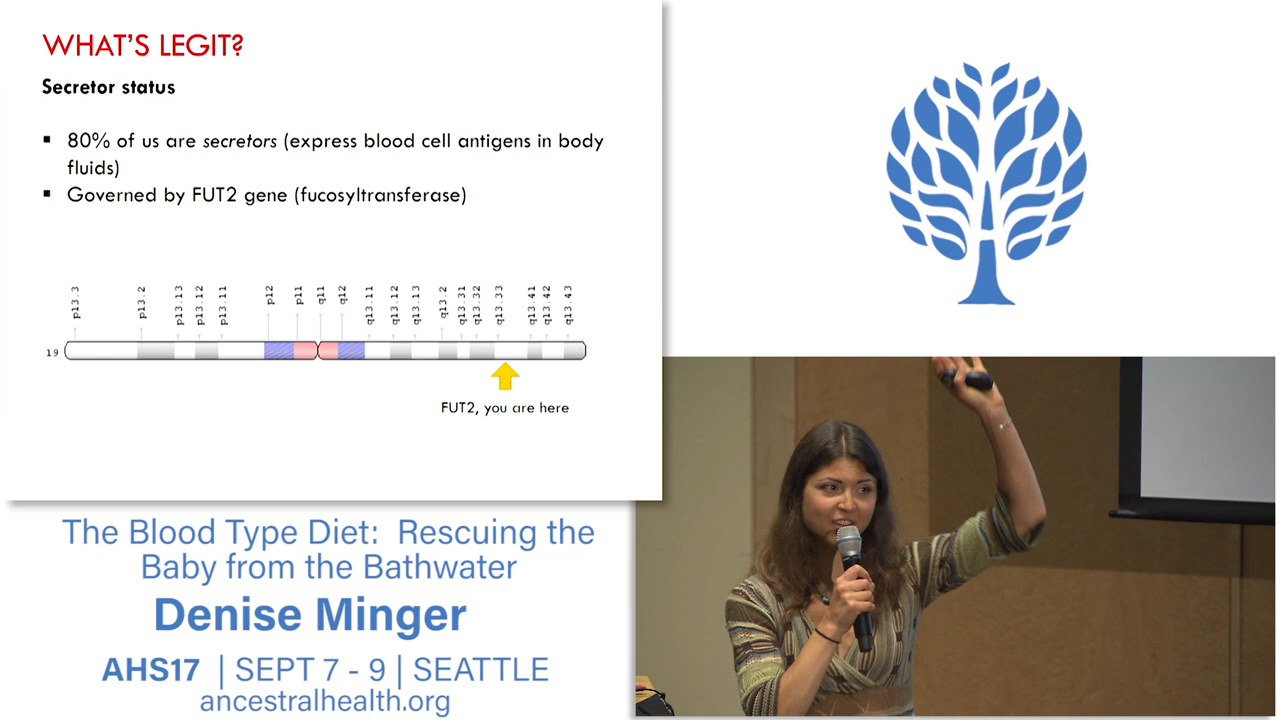 WHAT'S LEGIT?
Secretor status
▪ 80% of us are secretors (express blood cell antigens in body
fluids)
▪ Governed by FUT2 gene (fucosyltransferase)
p13.3
p13.2
p13.13
p13.12
p13.11
p12
p11
q11
q12
q13.11
q13.12
q13.13
q13.2
q13.31
q13.32
q13.33
q13.41
q13.42
q13.43
19
FUT2, you are here
The Blood Type Diet: Rescuing the
Baby from the Bathwater
Denise Minger
AHS17 | SEPT 7 - 9 | SEATTLE
ancestralhealth.org